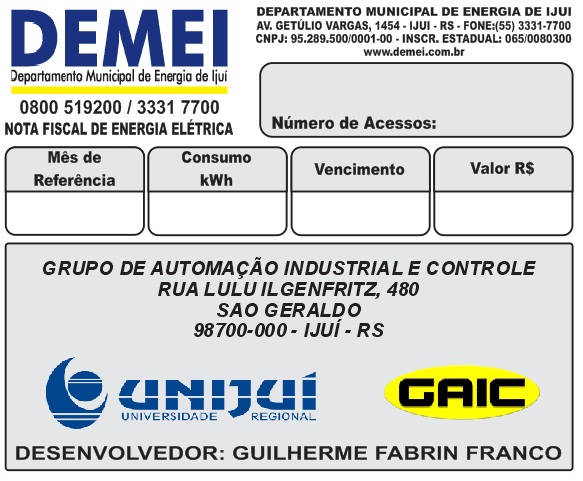 DEMEI
Departamento Municipal de Energia de Ijuí
0800 519200 / 3331 7700
NOTA FISCAL DE ENERGIA ELÉTRICA
DEPARTAMENTO MUNICIPAL DE ENERGIA DE IJUI
AV. GETÚLIO VARGAS, 1454 - IJUI - RS - FONE:(55) 3331-7700
CNPJ: 95.289.500/0001-00 - INSCR. ESTADUAL: 065/0080300
www.demei.com.br
Número de Acessos:
Mês de
Referência
Consumo
kWh
Vencimento
Valor R$
GRUPO DE AUTOMAÇÃO INDUSTRIAL E CONTROLE
RUA LULU ILGENFRITZ, 480
SAO GERALDO
98700-000 - IJUÍ - RS
UNIJUÍ
UNIVERSIDADE REGIONAL
GAIC
DESENVOLVEDOR: GUILHERME FABRIN FRANCO